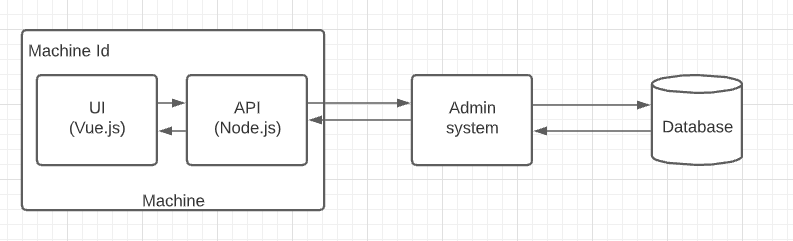 Machine Id
UI
(Vue.js)
API
(Node.js)
Admin
system
Database
Machine